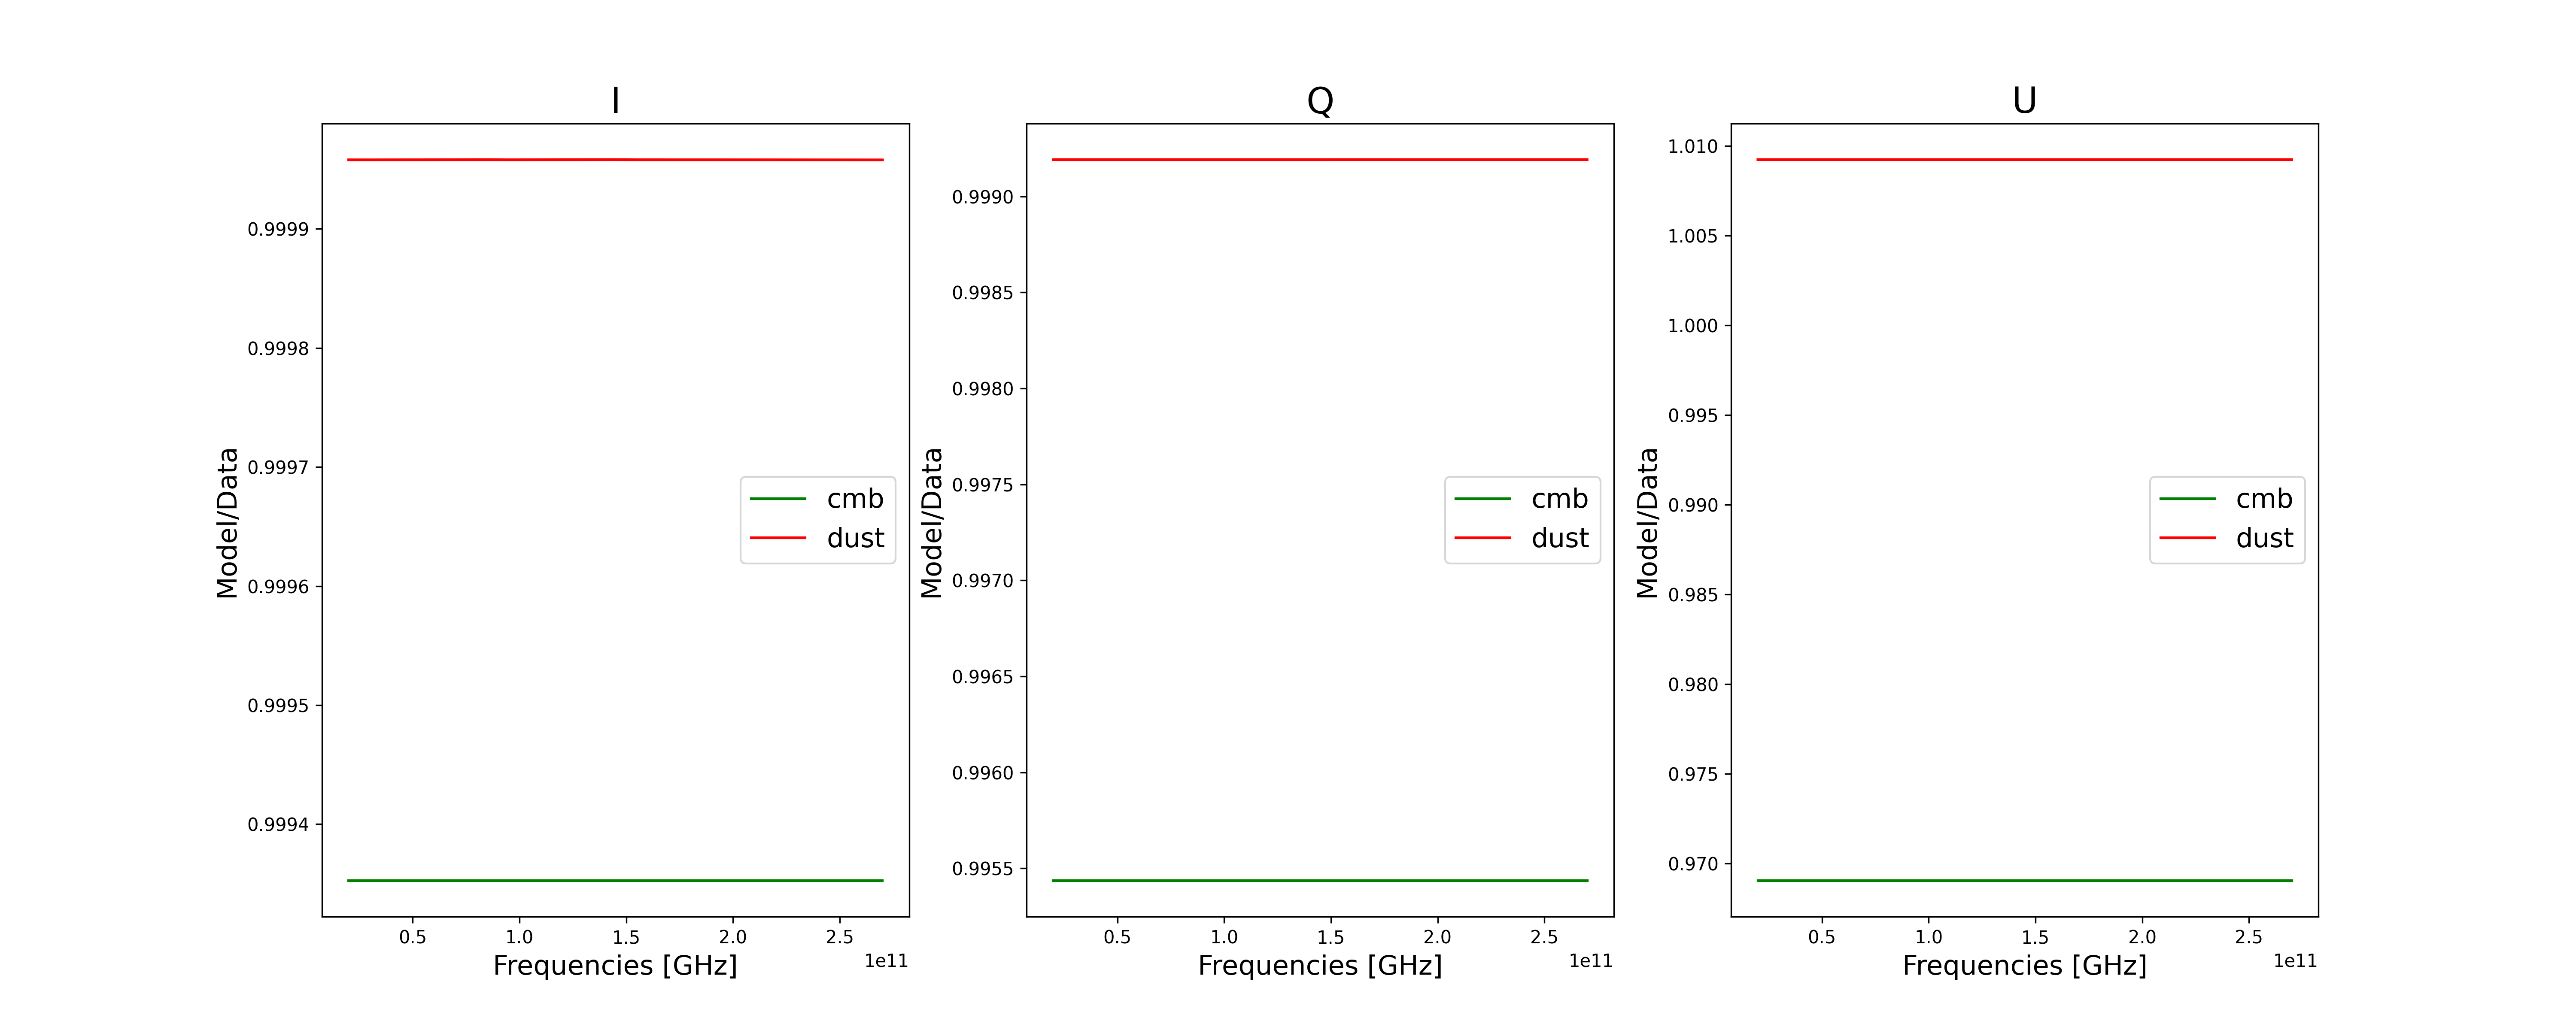 I
Q
U
0.9999
0.9998
0.9997
0.9996
0.9995
0.9994
Model/Data
cmb
dust
0.5 1.0 1.5 2.0 2.5
1e11
Frequencies [GHz]
0.9990
0.9985
0.9980
0.9975
0.9970
0.9965
0.9960
0.9955
Model/Data
cmb
dust
0.5 1.0 1.5 2.0 2.5
1e11
Frequencies [GHz]
1.010
1.005
1.000
0.995
0.990
0.985
0.980
0.975
0.970
Model/Data
cmb
dust
0.5 1.0 1.5 2.0 2.5
1e11
Frequencies [GHz]